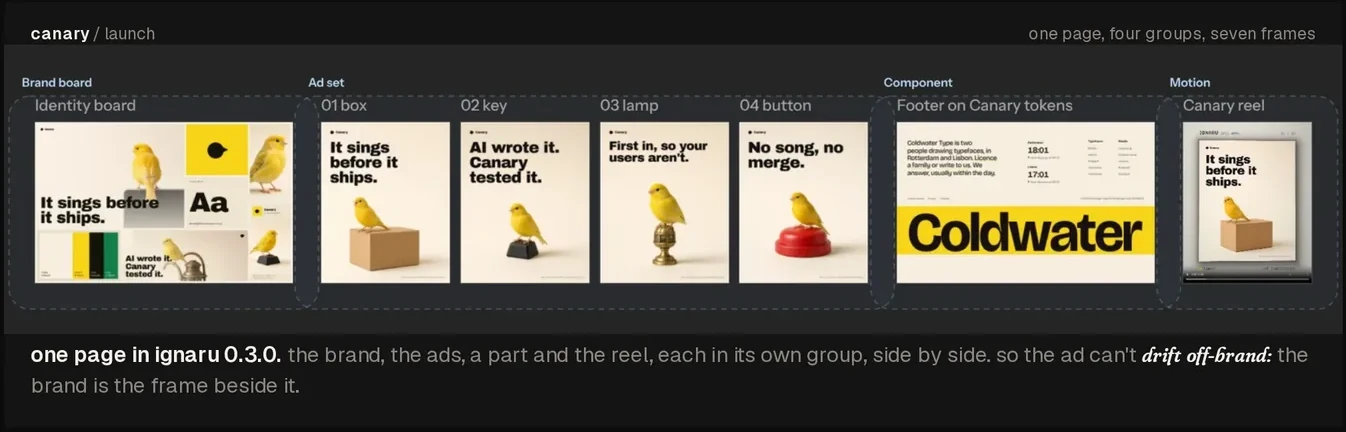 canary / launch
one page, four groups, seven frames
Brand board
Ad set
Component
Motion
Identity board
01 box
02 key
03 lamp
04 button
Footer on Canary tokens
Canary reel
It sings before
it ships.
Aa
AI wrote it.
Canary
tested it.
It sings
before it
ships.
AI wrote it.
Canary
tested it.
First in, so your
users aren't.
No song, no
merge.
Coldwater Type is two
people drawing typefaces, in
Rotterdam and Lisbon. Licence
a family or write to us. We
answer, usually within the day.
18:01
17:01
Coldwater
It sings
before it
ships.
one page in ignaru 0.3.0. the brand, the ads, a part and the reel, each in its own group, side by side. so the ad can't drift off-brand: the
brand is the frame beside it.